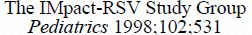 The IMpact-RSV Study Group
Pediatrics 1998;102;531